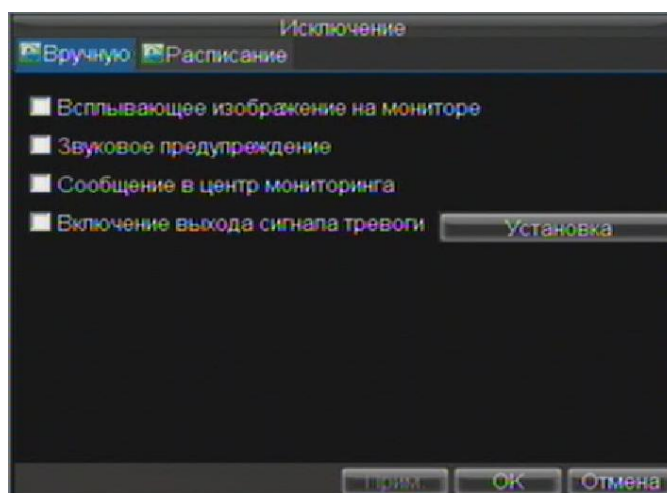 Исключение
Вручную Расписание
Всплывающее изображение на мониторе
Звуковое предупреждение
Сообщение в центр мониторинга
Включение выхода сигнала тревоги Установка
Прим. OK Отмена